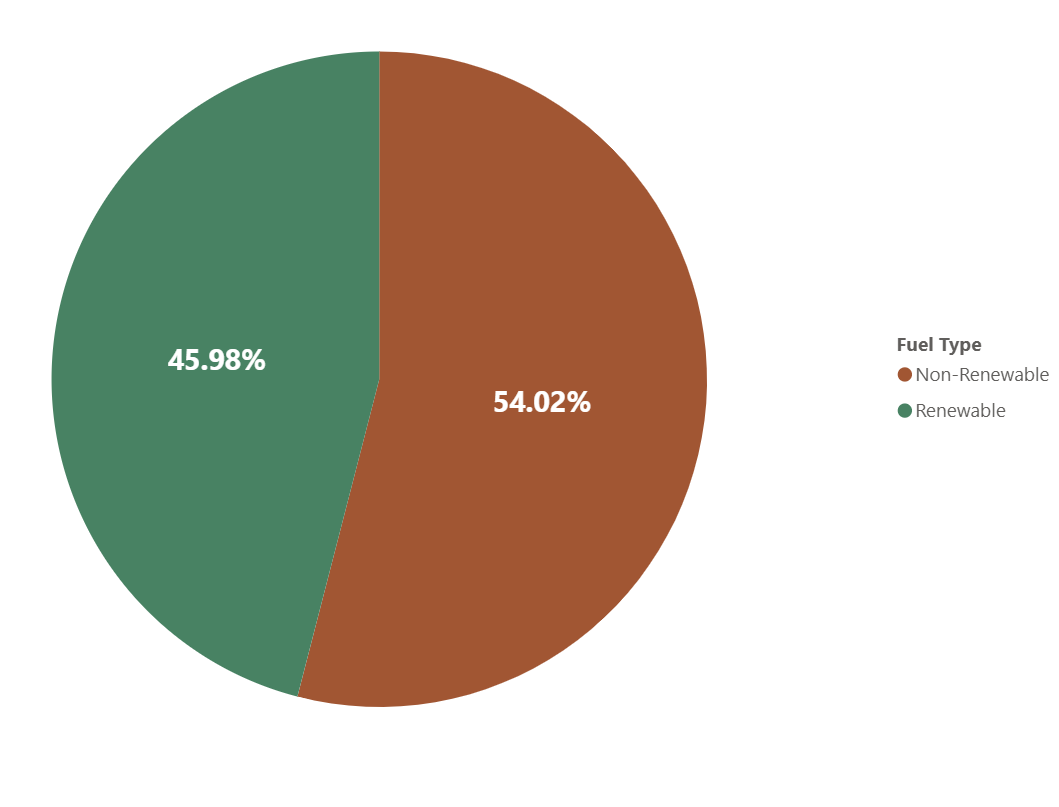 45.98%
54.02%
Fuel Type
Non-Renewable
Renewable